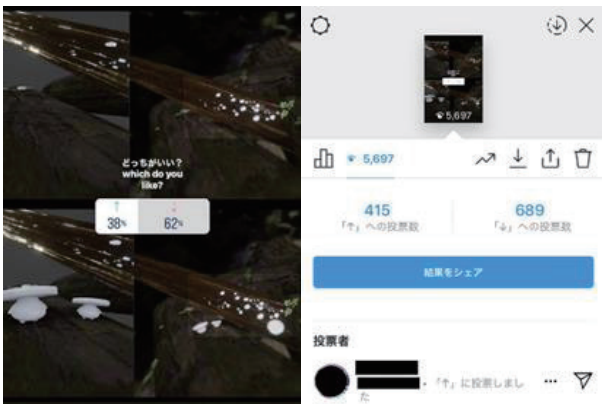 どっちがいい？
which do you
like?
↑ ↓
38% 62%
5,697
5,697
415 689
「↑」への投票数 「↓」への投票数
結果をシェア
投票者
「↑」に投票しまし
た